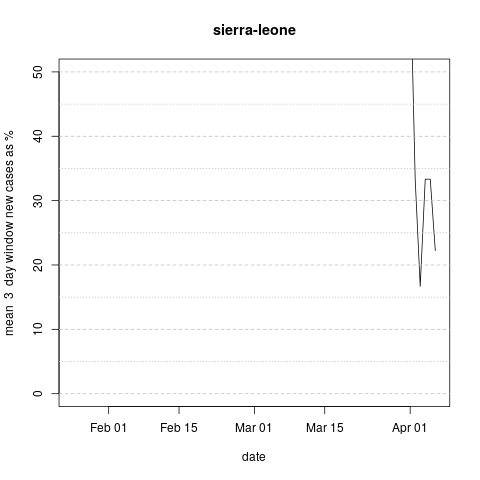 sierra-leone
mean 3 day window new cases as %
50
40
30
20
10
0
Feb 01
Feb 15
Mar 01
Mar 15
Apr 01
date